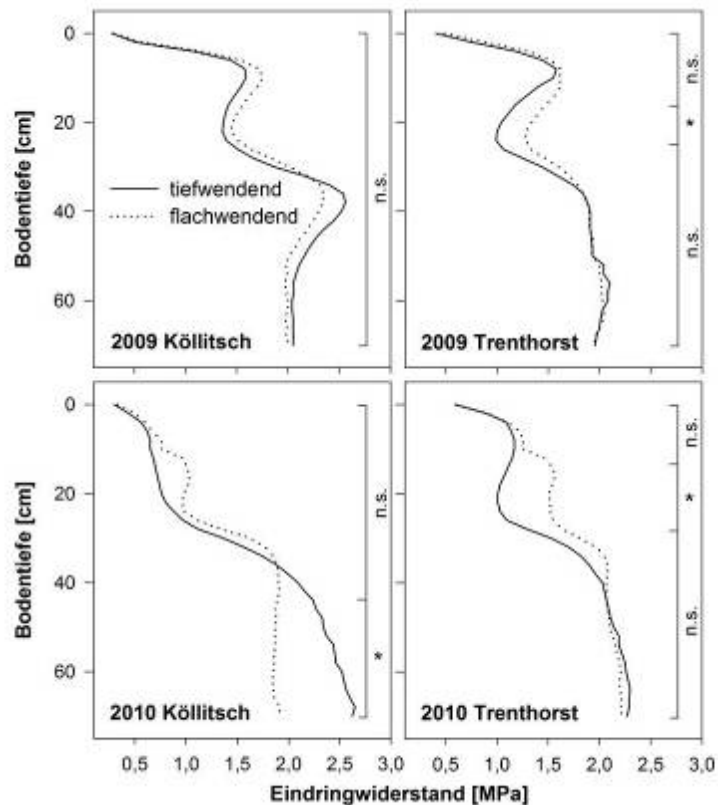 0
20
40
60
Bodentiefe [cm]
tiefwendend
flachwendend
n.s.
2009 Köllitsch
n.s.
*
n.s.
2009 Trenthorst
0
20
40
60
Bodentiefe [cm]
n.s.
*
2010 Köllitsch
n.s.
*
n.s.
2010 Trenthorst
0,5 1,0 1,5 2,0 2,5 3,0 0,5 1,0 1,5 2,0 2,5 3,0
Eindringwiderstand [MPa]